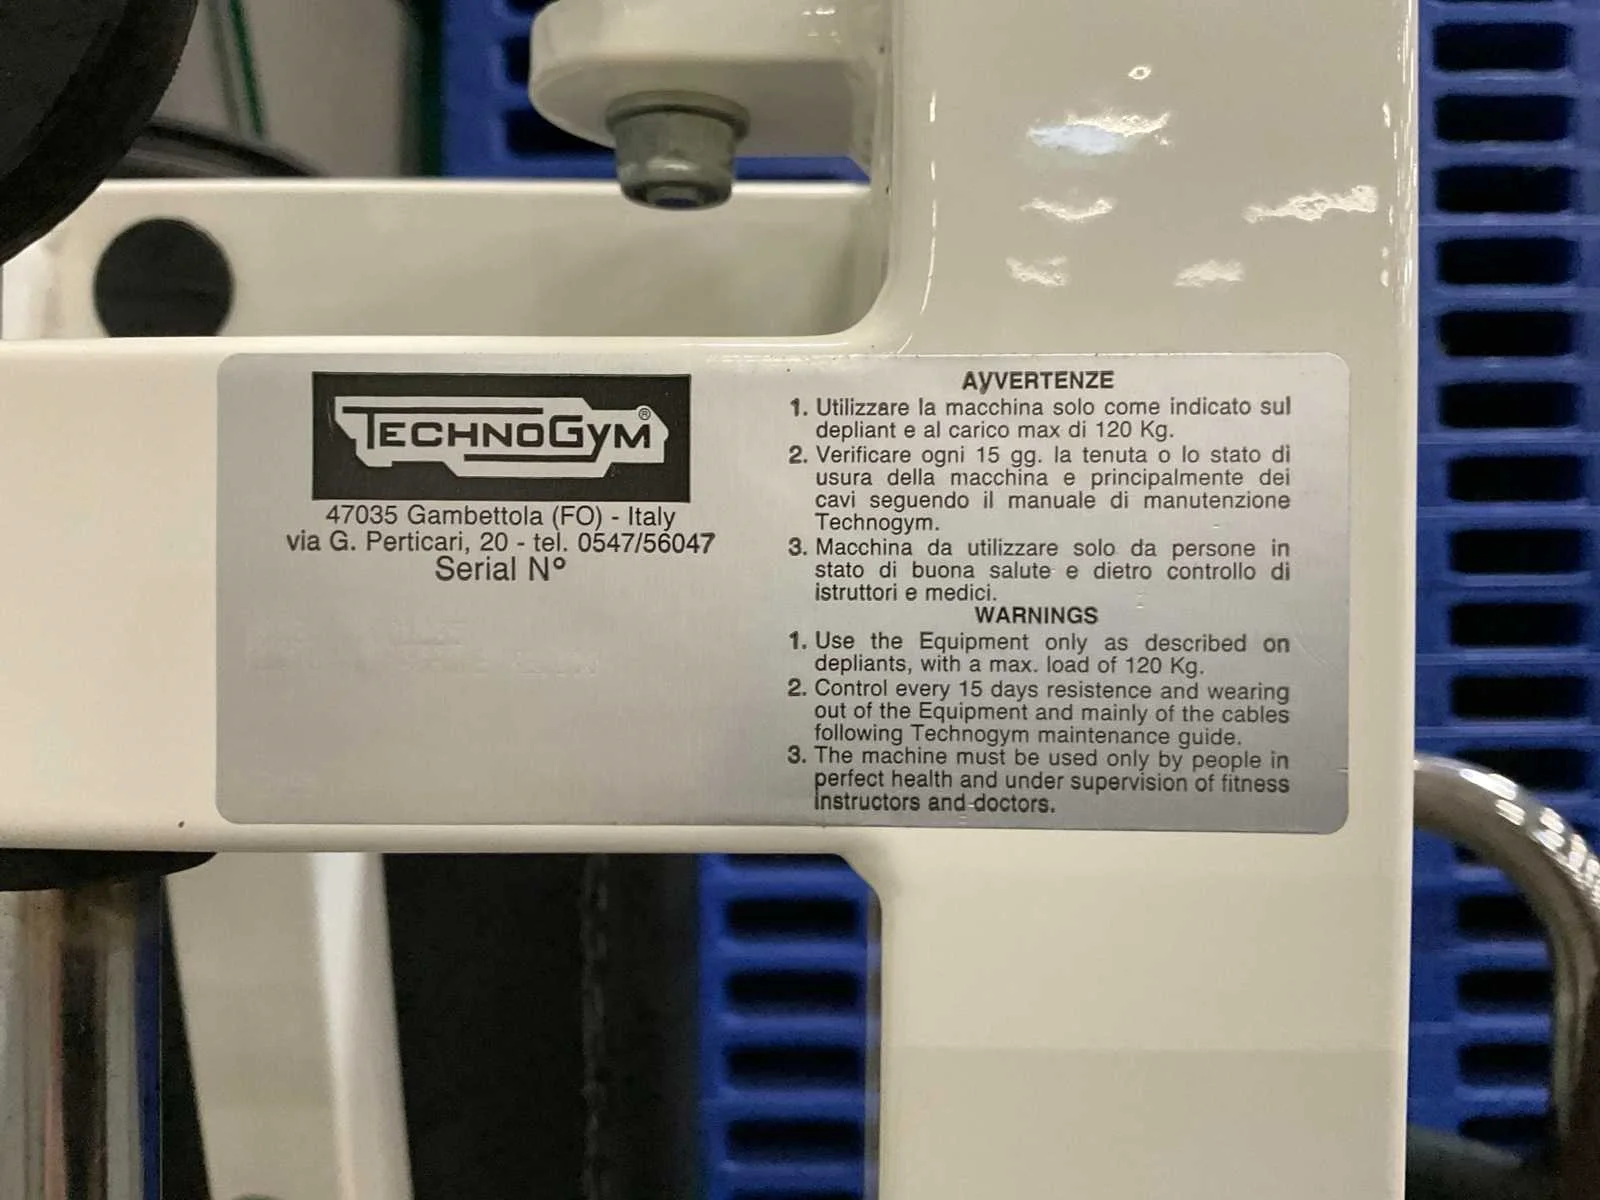 TECHNOGYM®
47035 Gambettola (FO) - Italy
via G. Perticari, 20 - tel. 0547/56047
Serial N°
AVVERTENZE
1. Utilizzare la macchina solo come indicato sul
depliant e al carico max di 120 Kg.
2. Verificare ogni 15 gg. la tenuta o lo stato di
usura della macchina e principalmente dei
cavi seguendo il manuale di manutenzione
Technogym.
3. Macchina da utilizzare solo da persone in
stato di buona salute e dietro controllo di
istruttori e medici.
WARNINGS
1. Use the Equipment only as described on
depliants, with a max. load of 120 Kg.
2. Control every 15 days resistence and wearing
out of the Equipment and mainly of the cables
following Technogym maintenance guide.
3. The machine must be used only by people in
perfect health and under supervision of fitness
instructors and doctors.